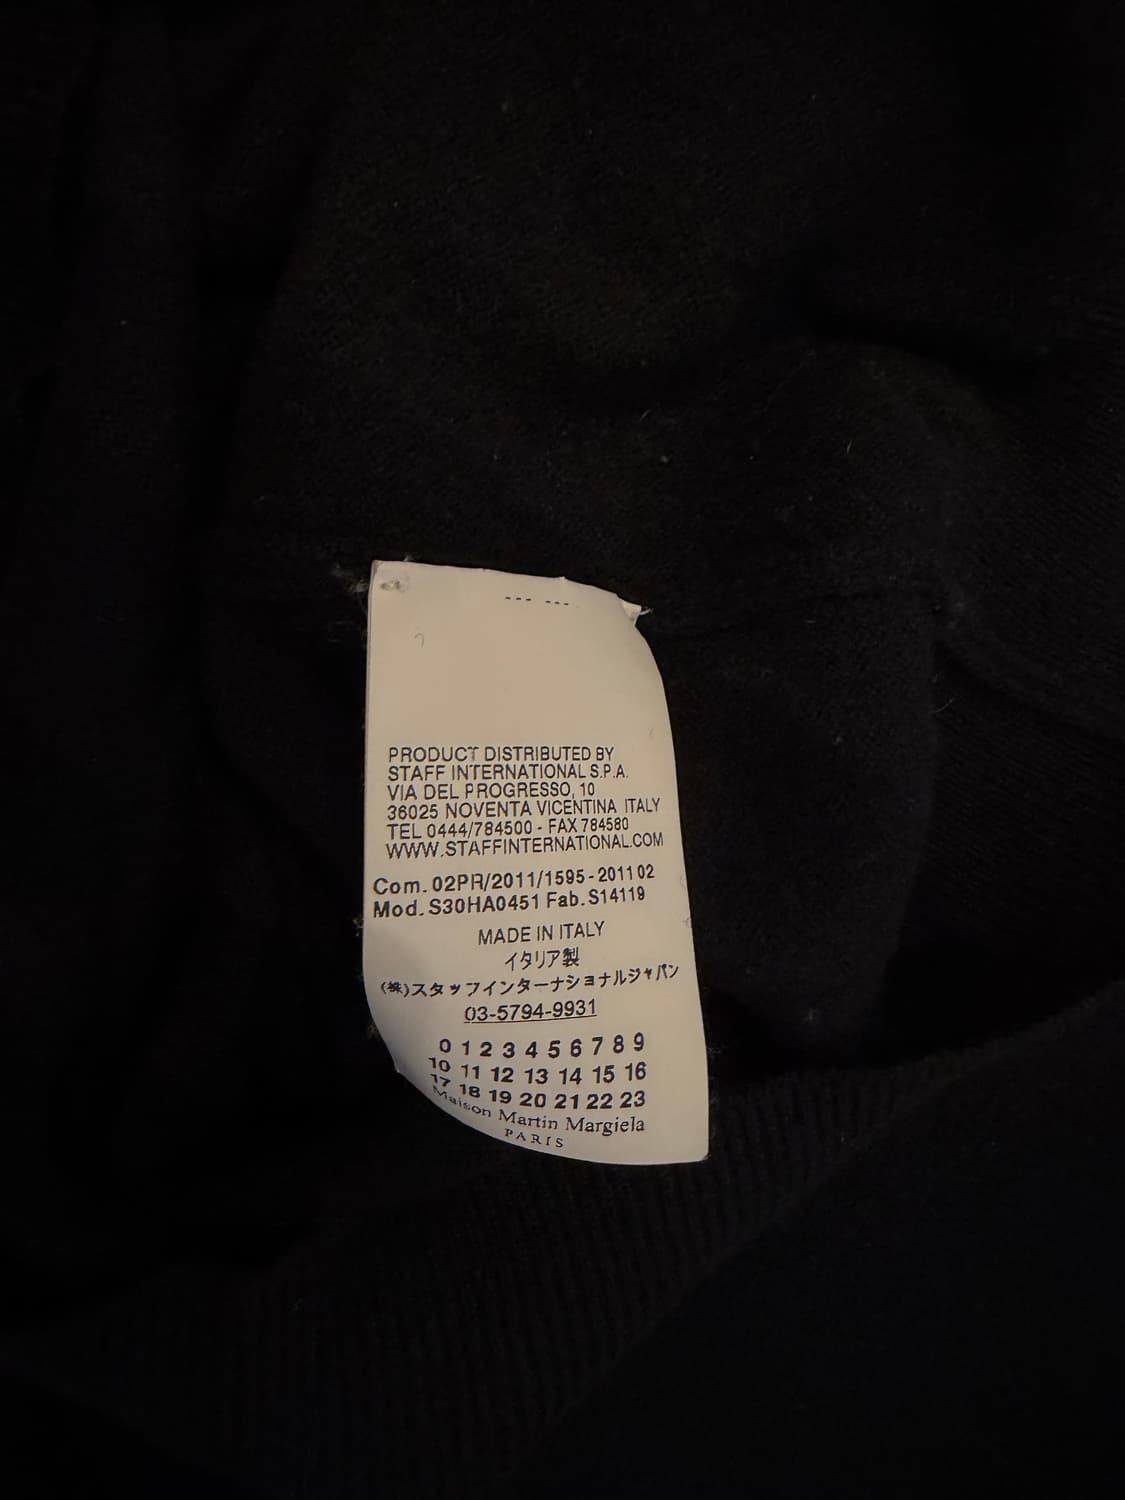 --- ---
PRODUCT DISTRIBUTED BY
STAFF INTERNATIONAL S.P.A.
VIA DEL PROGRESSO, 10
36025 NOVENTA VICENTINA ITALY
TEL 0444/784500 - FAX 784580
WWW.STAFFINTERNATIONAL.COM
Com. 02PR/2011/1595 - 2011 02
Mod. S30HA0451 Fab. S14119
MADE IN ITALY
イタリア製
(株)スタッフインターナショナルジャパン
03-5794-9931
0 1 2 3 4 5 6 7 8 9
10 11 12 13 14 15 16
17 18 19 20 21 22 23
Maison Martin Margiela
PARIS